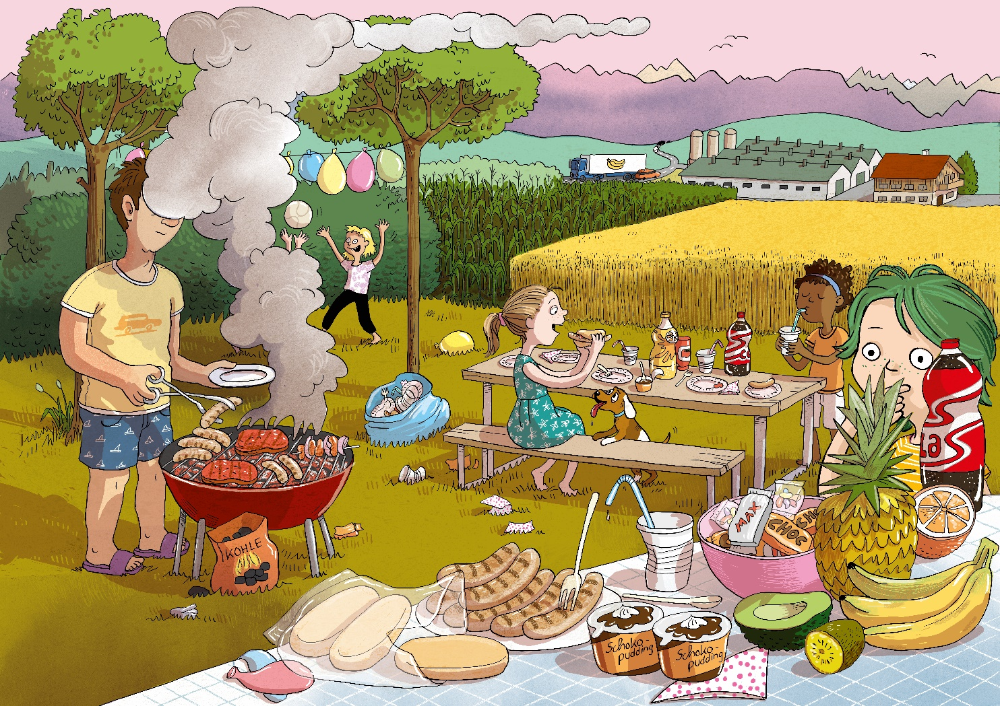 MAX
CHOC
KOHLE
Schoko-
pudding
Schoko-
pudding